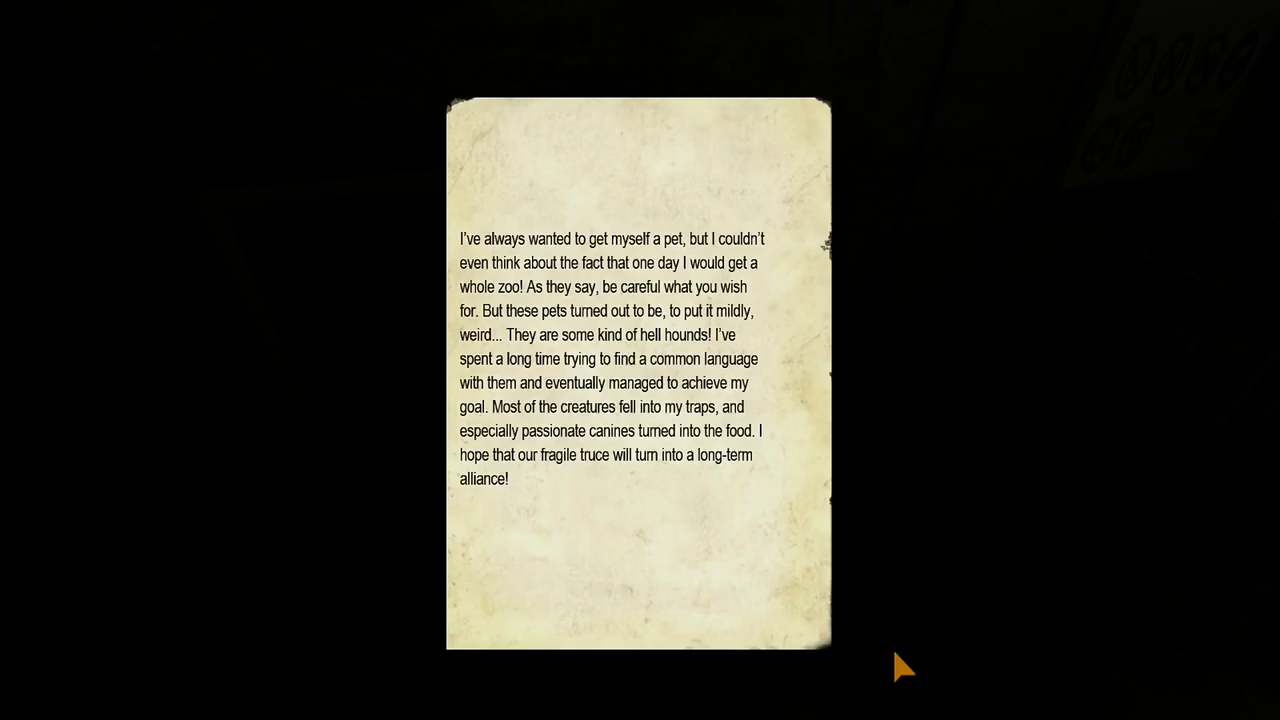 I've always wanted to get myself a pet, but I couldn't
even think about the fact that one day I would get a
whole zoo! As they say, be careful what you wish
for. But these pets turned out to be, to put it mildly,
weird... They are some kind of hell hounds! I've
spent a long time trying to find a common language
with them and eventually managed to achieve my
goal. Most of the creatures fell into my traps, and
especially passionate canines turned into the food. I
hope that our fragile truce will turn into a long-term
alliance!